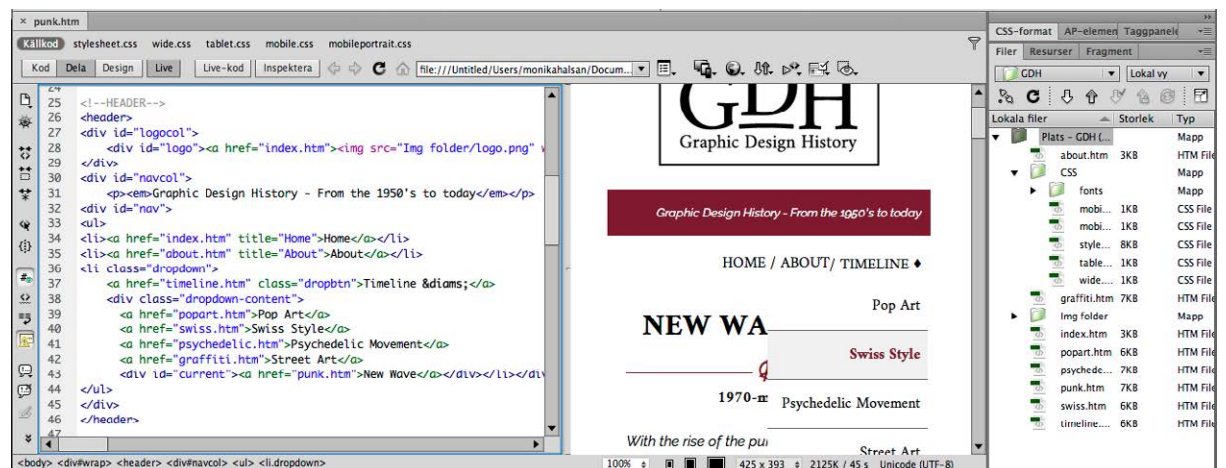 × punk.htm
Källkod stylesheet.css wide.css tablet.css mobile.css mobileportrait.css
Kod Dela Design Live Live-kod Inspektera file:///Untitled/Users/monikahalsan/Docum...
24
25 <!--HEADER-->
26 <header>
27 <div id="logocol">
28 <div id="logo"><a href="index.htm"><img src="Img folder/logo.png"
29 </div>
30 <div id="navcol">
31 <p><em>Graphic Design History - From the 1950's to today</em></p>
32 <div id="nav">
33 <ul>
34 <li><a href="index.htm" title="Home">Home</a></li>
35 <li><a href="about.htm" title="About">About</a></li>
36 <li class="dropdown">
37 <a href="timeline.htm" class="dropbtn">Timeline &diams;</a>
38 <div class="dropdown-content">
39 <a href="popart.htm">Pop Art</a>
40 <a href="swiss.htm">Swiss Style</a>
41 <a href="psychedelic.htm">Psychedelic Movement</a>
42 <a href="graffiti.htm">Street Art</a>
43 <div id="current"><a href="punk.htm">New Wave</a></div></li></div
44 </ul>
45 </div>
46 </header>
47
<body> <div#wrap> <header> <div#navcol> <ul> <li.dropdown>
GDH
Graphic Design History
Graphic Design History - From the 1950's to today
HOME / ABOUT/ TIMELINE ♦
Pop Art
NEW WA
Swiss Style
1970-m
Psychedelic Movement
With the rise of the pu
Street Art
100% 425 x 393 2125K / 45 s Unicode (UTF-8)
CSS-format AP-elemen Taggpanele
Filer Resurser Fragment
GDH Lokal vy
Lokala filer Storlek Typ
Plats - GDH (... Mapp
about.htm 3KB HTM File
CSS Mapp
fonts Mapp
mobi... 1KB CSS File
mobi... 1KB CSS File
style... 8KB CSS File
table... 1KB CSS File
wide.... 1KB CSS File
graffiti.htm 7KB HTM File
Img folder Mapp
index.htm 3KB HTM File
popart.htm 6KB HTM File
psychede... 7KB HTM File
punk.htm 7KB HTM File
swiss.htm 6KB HTM File
timeline.... 6KB HTM File